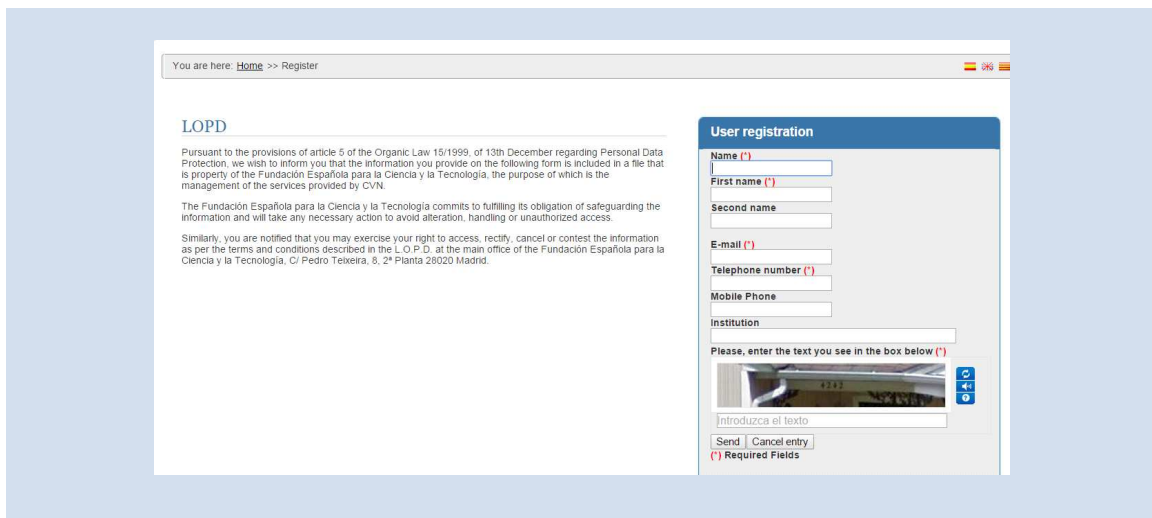 You are here: Home >> Register
LOPD
Pursuant to the provisions of article 5 of the Organic Law 15/1999, of 13th December regarding Personal Data
Protection, we wish to inform you that the information you provide on the following form is included in a file that
is property of the Fundación Española para la Ciencia y la Tecnología, the purpose of which is the
management of the services provided by CVN.
The Fundación Española para la Ciencia y la Tecnología commits to fulfilling its obligation of safeguarding the
information and will take any necessary action to avoid alteration, handling or unauthorized access.
Similarly, you are notified that you may exercise your right to access, rectify, cancel or contest the information
as per the terms and conditions described in the L.O.P.D. at the main office of the Fundación Española para la
Ciencia y la Tecnología, C/ Pedro Teixeira, 8, 2ª Planta 28020 Madrid.
User registration
Name (*)
First name (*)
Second name
E-mail (*)
Telephone number (*)
Mobile Phone
Institution
Please, enter the text you see in the box below (*)
Introduzca el texto
Send Cancel entry
(*) Required Fields